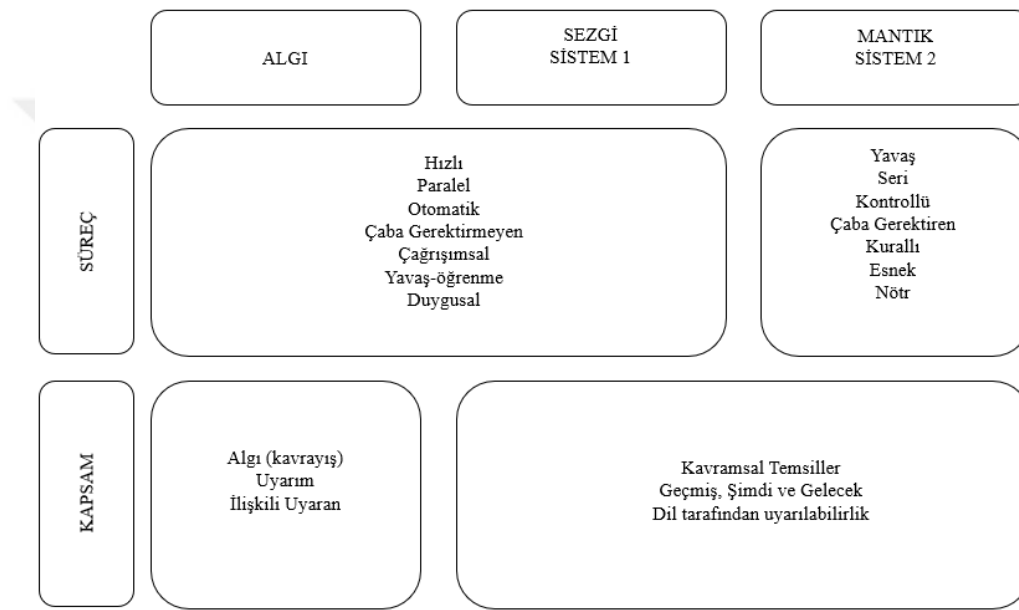 ALGI
SEZGİ
SİSTEM 1
MANTIK
SİSTEM 2
SÜREÇ
Hızlı
Paralel
Otomatik
Çaba Gerektirmeyen
Çağrışımsal
Yavaş-öğrenme
Duygusal
Yavaş
Seri
Kontrollü
Çaba Gerektiren
Kurallı
Esnek
Nötr
KAPSAM
Algı (kavrayış)
Uyarım
İlişkili Uyaran
Kavramsal Temsiller
Geçmiş, Şimdi ve Gelecek
Dil tarafından uyarılabilirlik